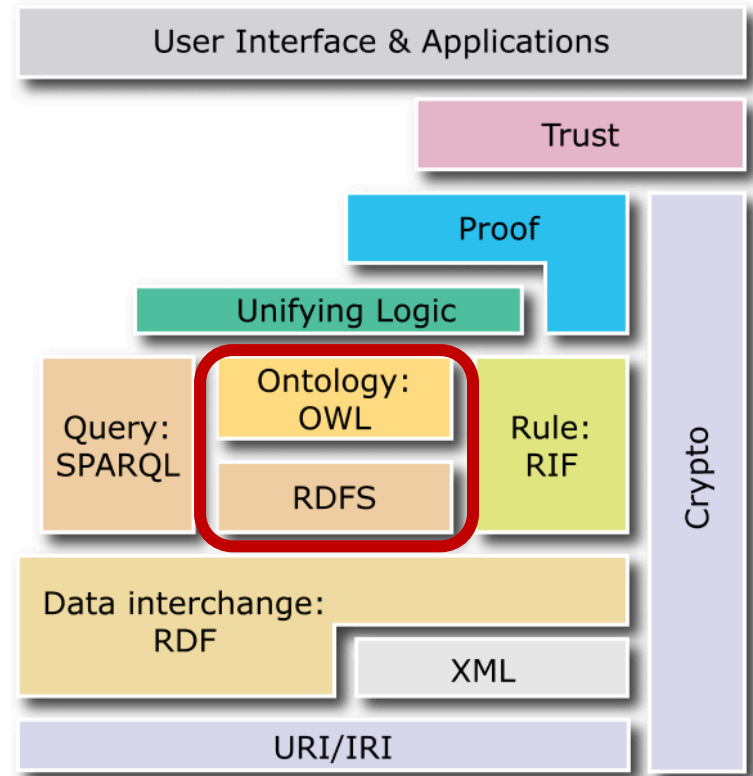 User Interface & Applications
Trust
Proof
Unifying Logic
Query:
SPARQL
Ontology:
OWL
RDFS
Rule:
RIF
Crypto
Data interchange:
RDF
XML
URI/IRI